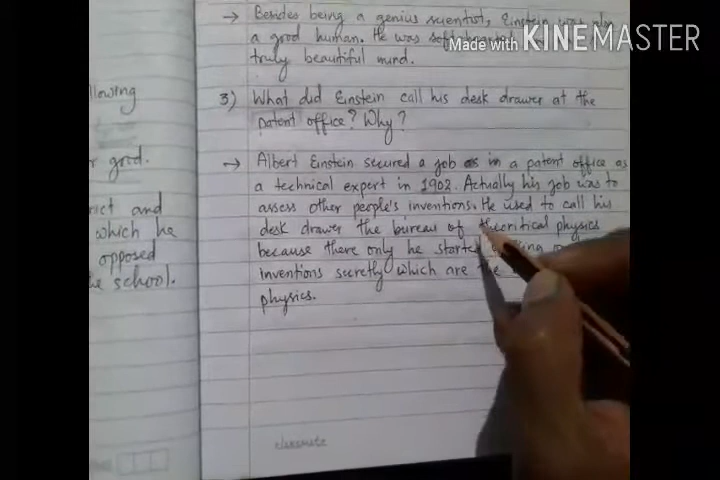 → Besides being a genius scientist, Einstein was also
a good human. He was
truly beautiful mind.
Made with KINEMASTER
llowing
3) What did Einstein call his desk drawer at the
patent office? Why?
r good.
→ Albert Einstein secured a job as in a patent office as
a technical expert in 1902. Actually his job was to
rict and
assess other people's inventions. He used to call his
which he
desk drawer the bureau of theoritical physics
opposed
because there only he started
inventions secretly which are the
e school.
physics.
classmate